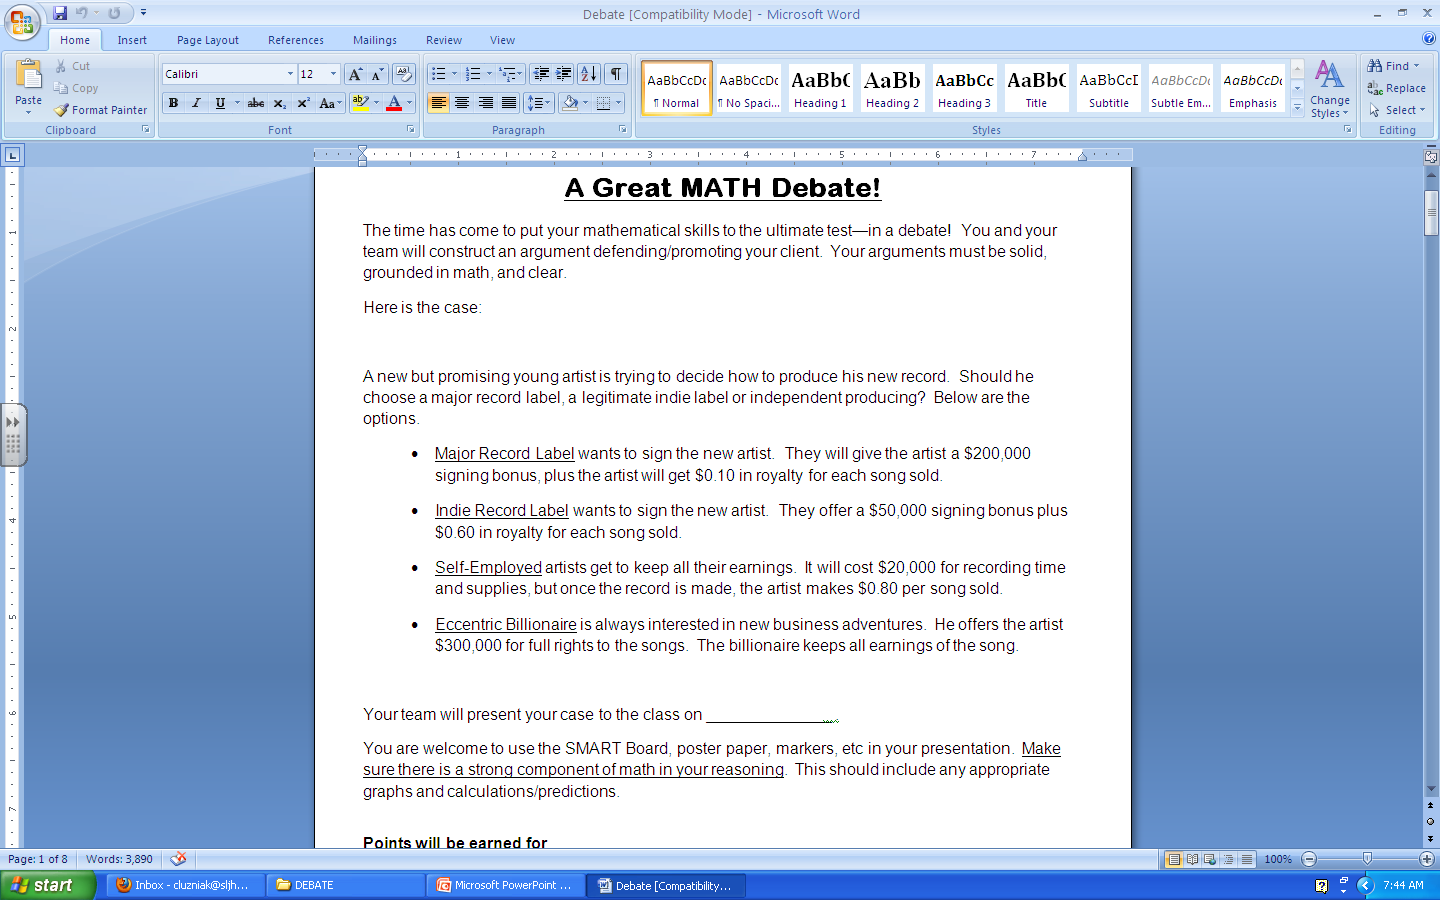 Debate [Compatibility Mode] - Microsoft Word
Home Insert Page Layout References Mailings Review View
Paste
Cut
Copy
Format Painter
Clipboard
Calibri 12
B I U abc x₂ x² Aa
Font
Paragraph
AaBbCcDc AaBbCcDc AaBbC AaBb AaBbCc AaBbC AaBbCcI AaBbCcDc AaBbCcDc
¶ Normal ¶ No Spaci... Heading 1 Heading 2 Heading 3 Title Subtitle Subtle Em... Emphasis
Change Styles
Styles
Find
Replace
Select
Editing
1 2 3 4 5 6 7
A Great MATH Debate!
The time has come to put your mathematical skills to the ultimate test—in a debate! You and your
team will construct an argument defending/promoting your client. Your arguments must be solid,
grounded in math, and clear.
Here is the case:
A new but promising young artist is trying to decide how to produce his new record. Should he
choose a major record label, a legitimate indie label or independent producing? Below are the
options.
• Major Record Label wants to sign the new artist. They will give the artist a $200,000
signing bonus, plus the artist will get $0.10 in royalty for each song sold.
• Indie Record Label wants to sign the new artist. They offer a $50,000 signing bonus plus
$0.60 in royalty for each song sold.
• Self-Employed artists get to keep all their earnings. It will cost $20,000 for recording time
and supplies, but once the record is made, the artist makes $0.80 per song sold.
• Eccentric Billionaire is always interested in new business adventures. He offers the artist
$300,000 for full rights to the songs. The billionaire keeps all earnings of the song.
Your team will present your case to the class on ______________.
You are welcome to use the SMART Board, poster paper, markers, etc in your presentation. Make
sure there is a strong component of math in your reasoning. This should include any appropriate
graphs and calculations/predictions.
Points will be earned for
Page: 1 of 8 Words: 3,890 100%
start Inbox - cluzniak@sljh... DEBATE Microsoft PowerPoint ... Debate [Compatibility... 7:44 AM